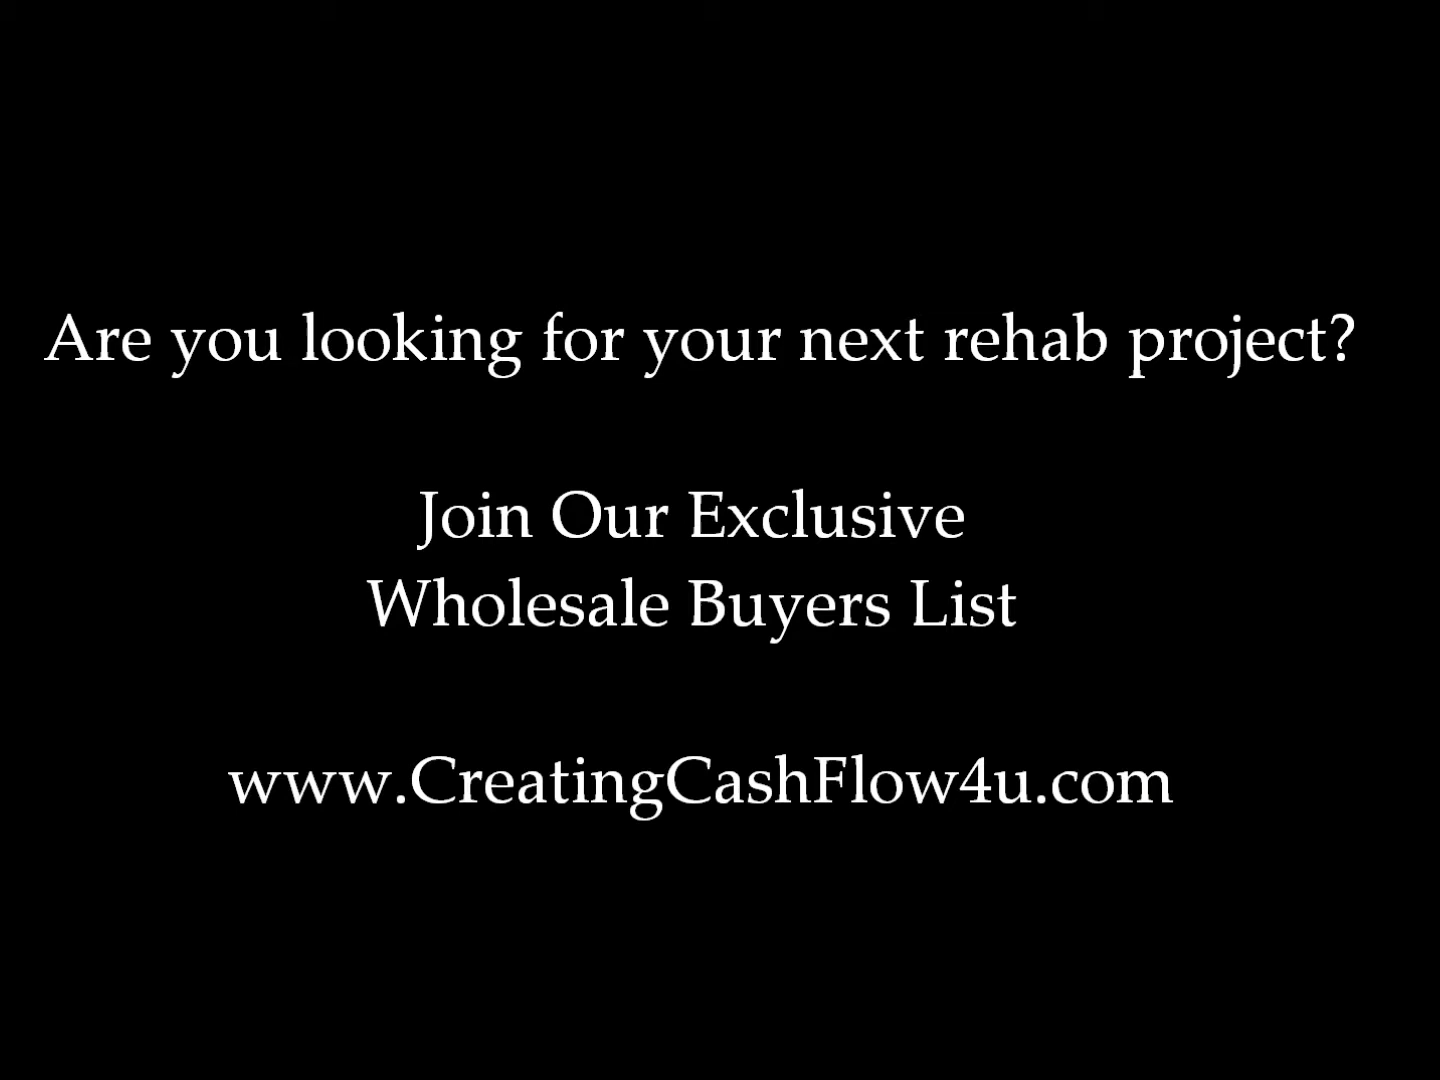 Are you looking for your next rehab project?
Join Our Exclusive
Wholesale Buyers List
www.CreatingCashFlow4u.com